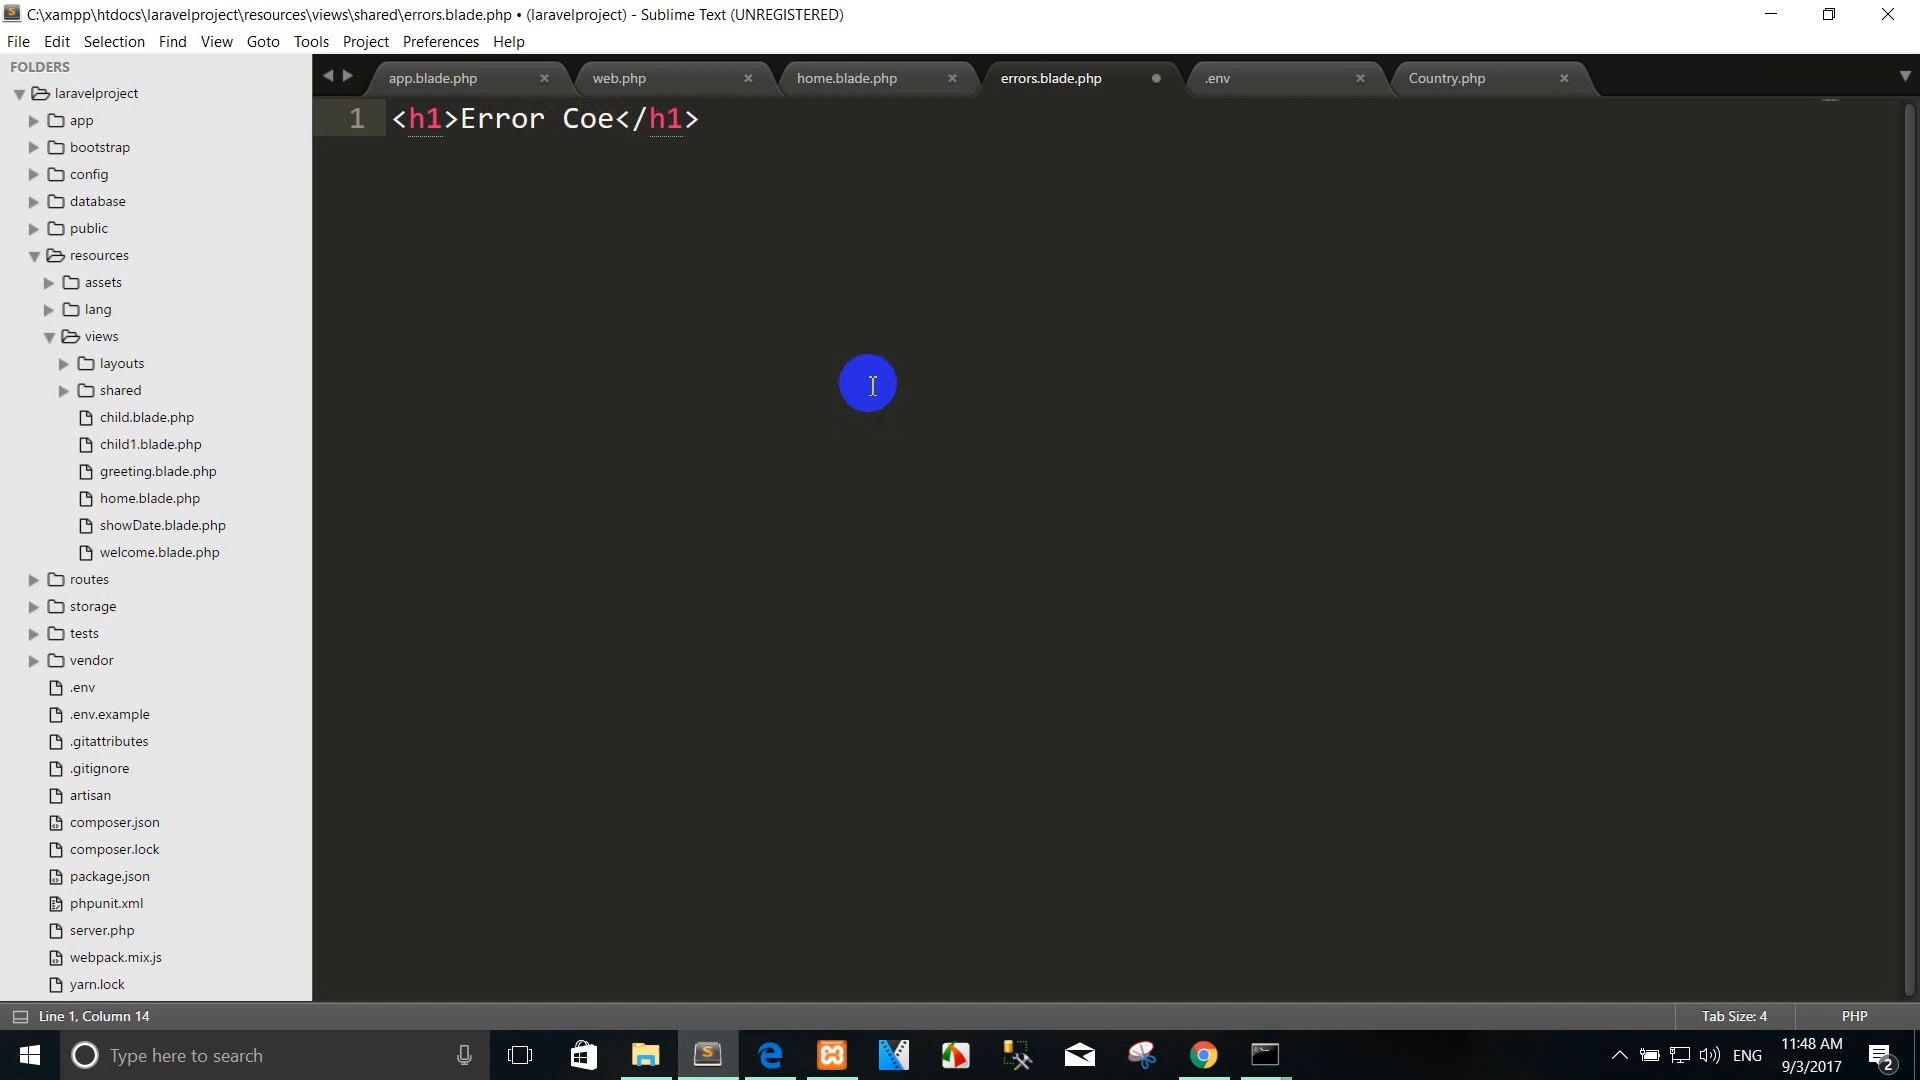 C:\xampp\htdocs\laravelproject\resources\views\shared\errors.blade.php • (laravelproject) - Sublime Text (UNREGISTERED)
File Edit Selection Find View Goto Tools Project Preferences Help
FOLDERS
laravelproject
app
bootstrap
config
database
public
resources
assets
lang
views
layouts
shared
child.blade.php
child1.blade.php
greeting.blade.php
home.blade.php
showDate.blade.php
welcome.blade.php
routes
storage
tests
vendor
.env
.env.example
.gitattributes
.gitignore
artisan
composer.json
composer.lock
package.json
phpunit.xml
server.php
webpack.mix.js
yarn.lock
app.blade.php web.php home.blade.php errors.blade.php .env Country.php
1 <h1>Error Coe</h1>
Line 1, Column 14 Tab Size: 4 PHP
Type here to search
ENG
11:48 AM
9/3/2017
2